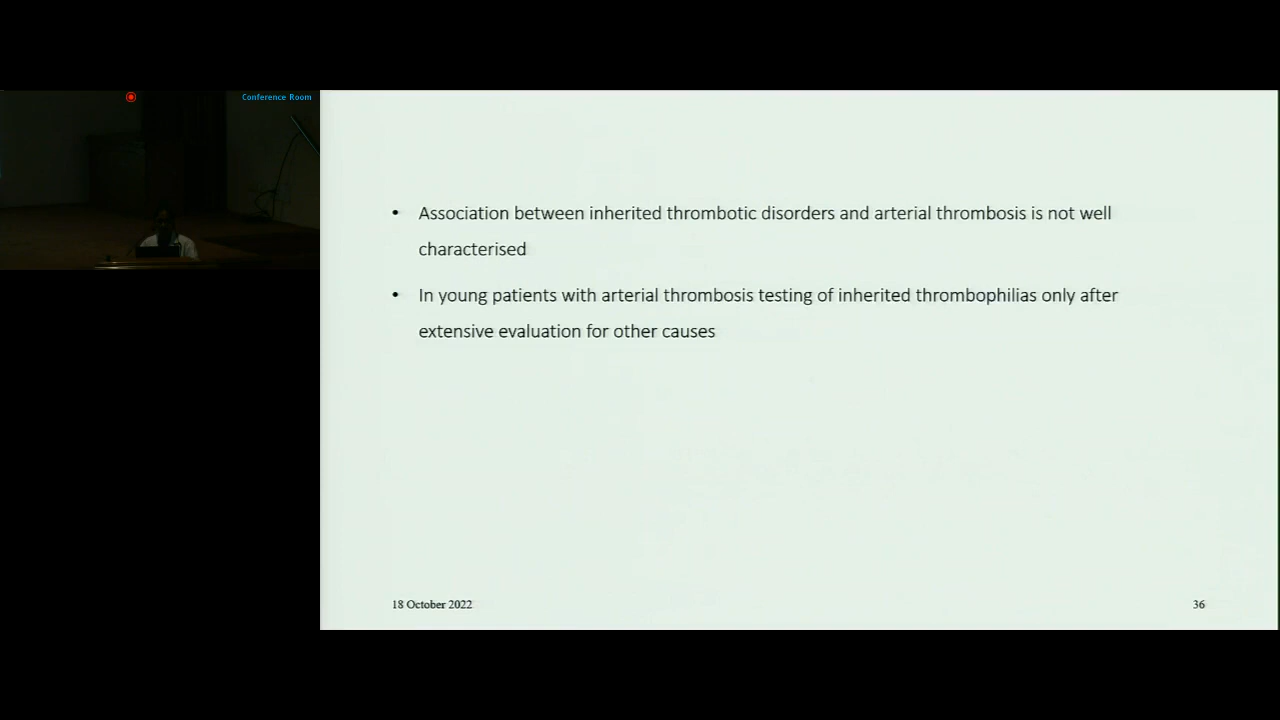 Conference Room
• Association between inherited thrombotic disorders and arterial thrombosis is not well
characterised
• In young patients with arterial thrombosis testing of inherited thrombophilias only after
extensive evaluation for other causes
18 October 2022
36